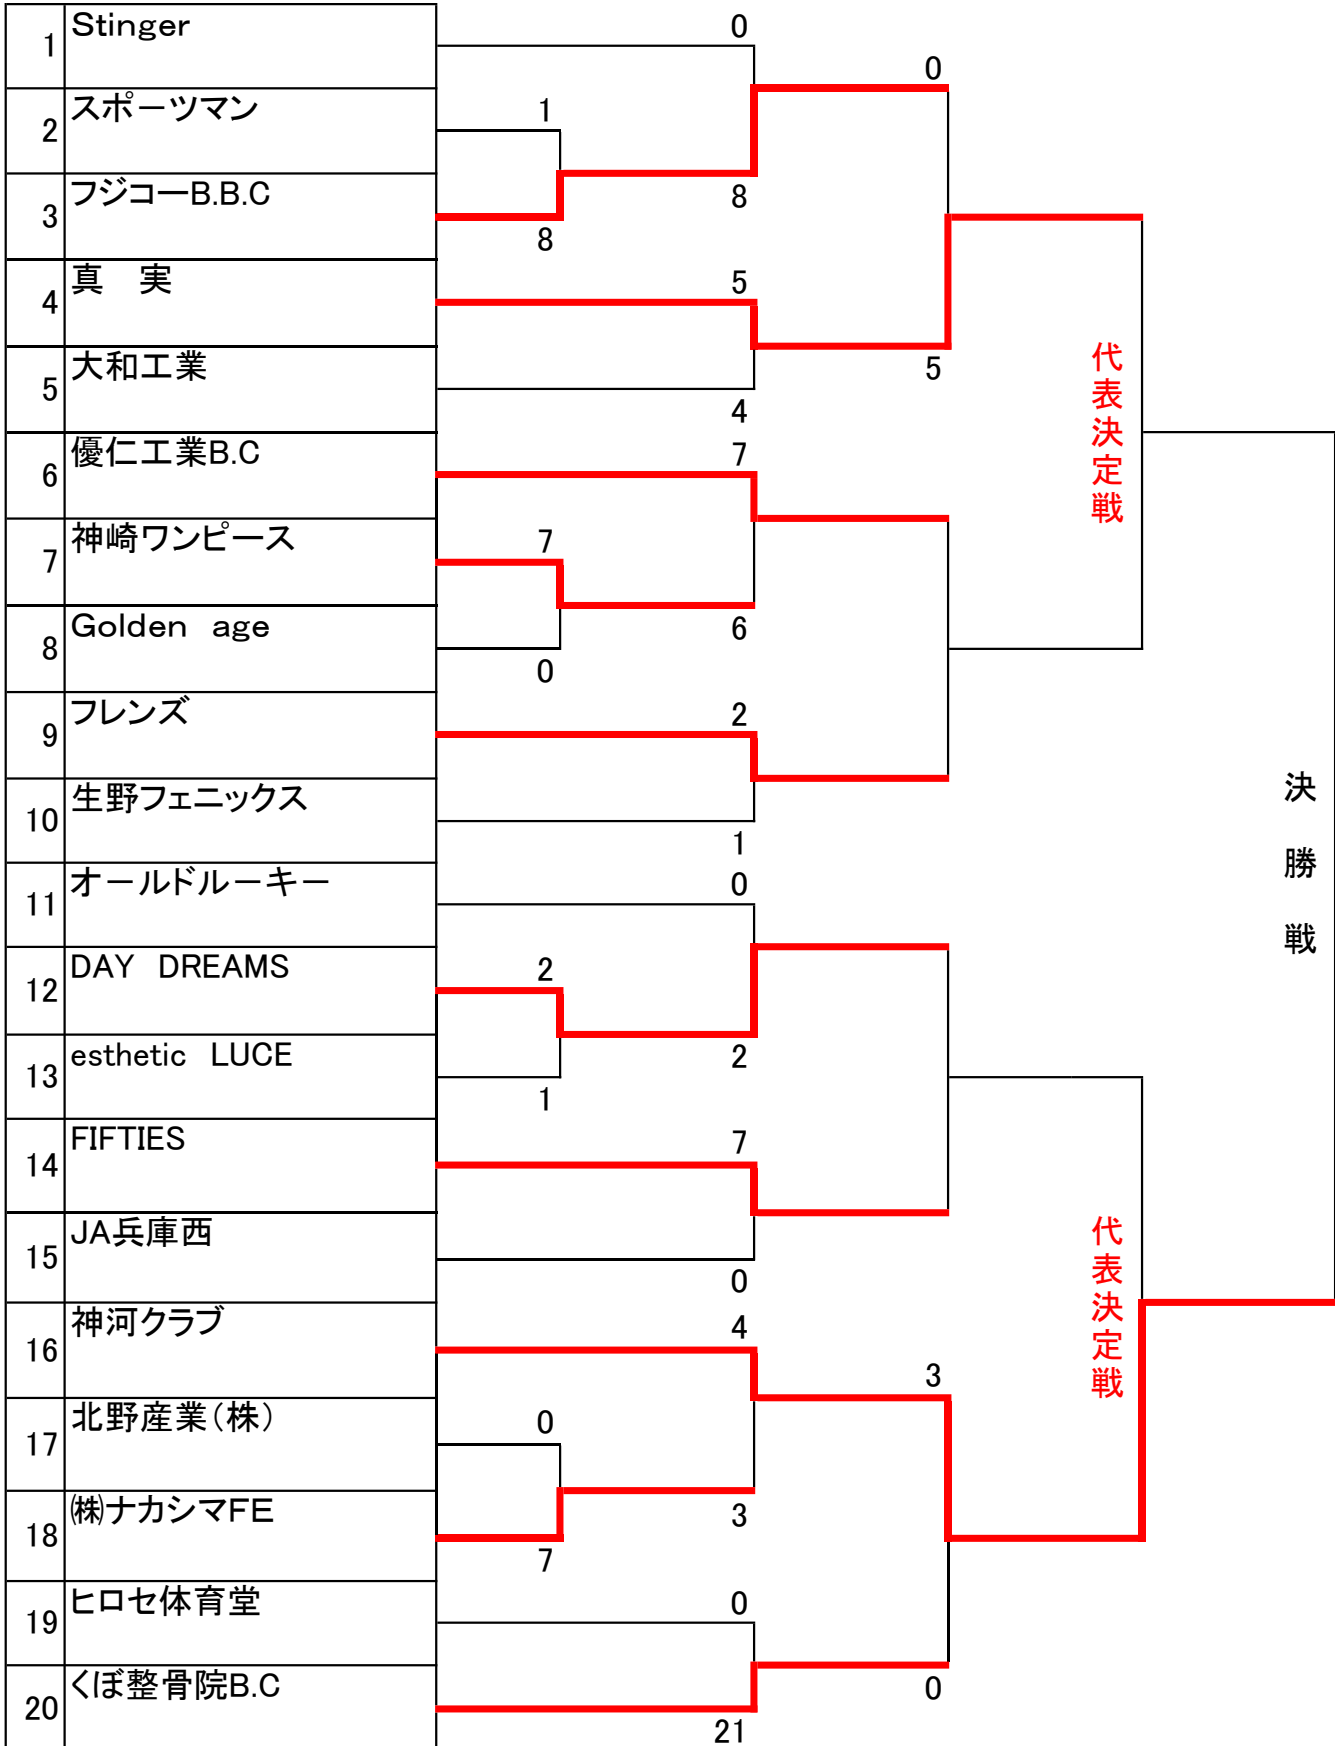 1 Stinger
0
0
2 スポーツマン
1
3 フジコーB.B.C
8
8
4 真　実
5
5 大和工業
5
4
6 優仁工業B.C
7
7 神崎ワンピース
7
8 Golden　age
6
0
9 フレンズ
2
10 生野フェニックス
1
11 オールドルーキー
0
12 DAY　DREAMS
2
13 esthetic　LUCE
2
1
14 FIFTIES
7
15 JA兵庫西
0
16 神河クラブ
4
3
17 北野産業（株）
0
18 ㈱ナカシマFE
3
7
19 ヒロセ体育堂
0
20 くぼ整骨院B.C
0
21
代表決定戦
代表決定戦
決勝戦